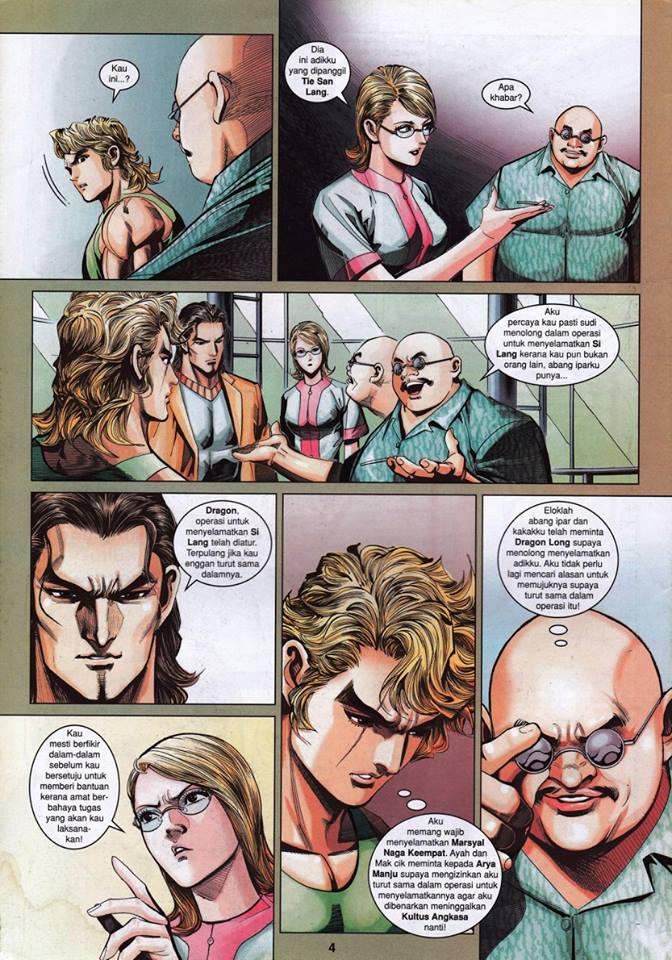 Kau
ini...?
Dia
ini adikku
yang dipanggil
Tie San
Lang.
Apa
khabar?
Aku
percaya kau pasti sudi
menolong dalam operasi
untuk menyelamatkan Si
Lang kerana kau pun bukan
orang lain, abang iparku
punya...
Dragon,
operasi untuk
menyelamatkan Si
Lang telah diatur.
Terpulang jika kau
enggan turut sama
dalamnya.
Eloklah
abang ipar dan
kakakku telah meminta
Dragon Long supaya
menolong menyelamatkan
adikku. Aku tidak perlu
lagi mencari alasan untuk
memujuknya supaya
turut sama dalam
operasi itu!
Kau
mesti berfikir
dalam-dalam
sebelum kau
bersetuju untuk
memberi bantuan
kerana amat ber-
bahaya tugas
yang akan kau
laksana-
kan!
Aku
memang wajib
menyelamatkan Marsyal
Naga Keempat. Ayah dan
Mak cik meminta kepada Arya
Manju supaya mengizinkan aku
turut sama dalam operasi untuk
menyelamatkannya agar aku
dibenarkan meninggalkan
Kultus Angkasa
nanti!
4